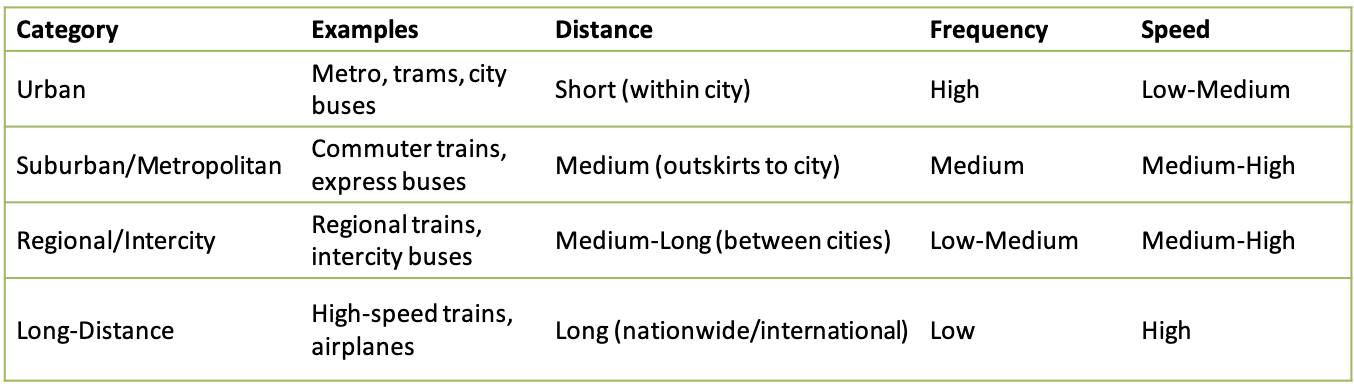 Category Examples Distance Frequency Speed
Urban Metro, trams, city buses Short (within city) High Low-Medium
Suburban/Metropolitan Commuter trains, express buses Medium (outskirts to city) Medium Medium-High
Regional/Intercity Regional trains, intercity buses Medium-Long (between cities) Low-Medium Medium-High
Long-Distance High-speed trains, airplanes Long (nationwide/international) Low High